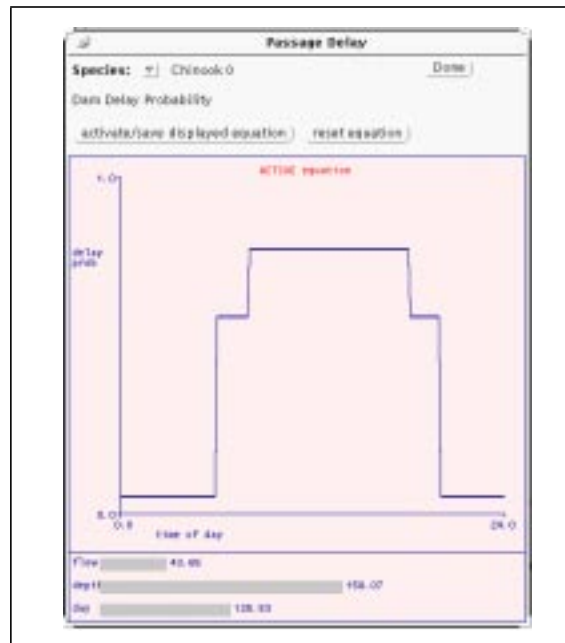 Passage Delay
Species: Chinook 0 Done
Dam Delay Probability
activate/save displayed equation reset equation
ACTIVE equation
1.0
delay
prob
0.0
0.0 24.0
time of day
flow
depth
day